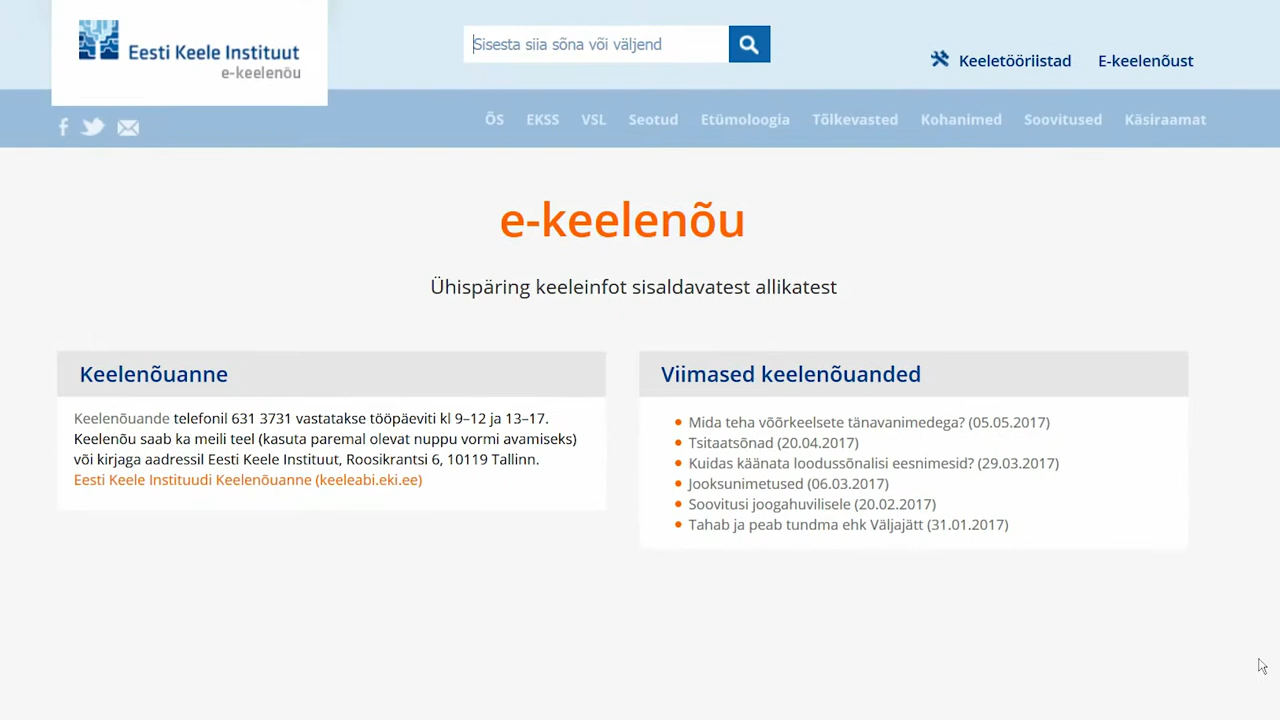 Eesti Keele Instituut
e-keelenõu
Sisesta siia sõna või väljend
Keeletööriistad E-keelenõust
ÕS EKSS VSL Seotud Etümoloogia Tõlkevasted Kohanimed Soovitused Käsiraamat
e-keelenõu
Ühispäring keeleinfot sisaldavatest allikatest
Keelenõuanne
Keelenõuande telefonil 631 3731 vastatakse tööpäeviti kl 9–12 ja 13–17.
Keelenõu saab ka meili teel (kasuta paremal olevat nuppu vormi avamiseks)
või kirjaga aadressil Eesti Keele Instituut, Roosikrantsi 6, 10119 Tallinn.
Eesti Keele Instituudi Keelenõuanne (keeleabi.eki.ee)
Viimased keelenõuanded
Mida teha võõrkeelsete tänavanimedega? (05.05.2017)
Tsitaatsõnad (20.04.2017)
Kuidas käänata loodussõnalisi eesnimesid? (29.03.2017)
Jooksunimetused (06.03.2017)
Soovitusi joogahuvilisele (20.02.2017)
Tahab ja peab tundma ehk Väljajätt (31.01.2017)